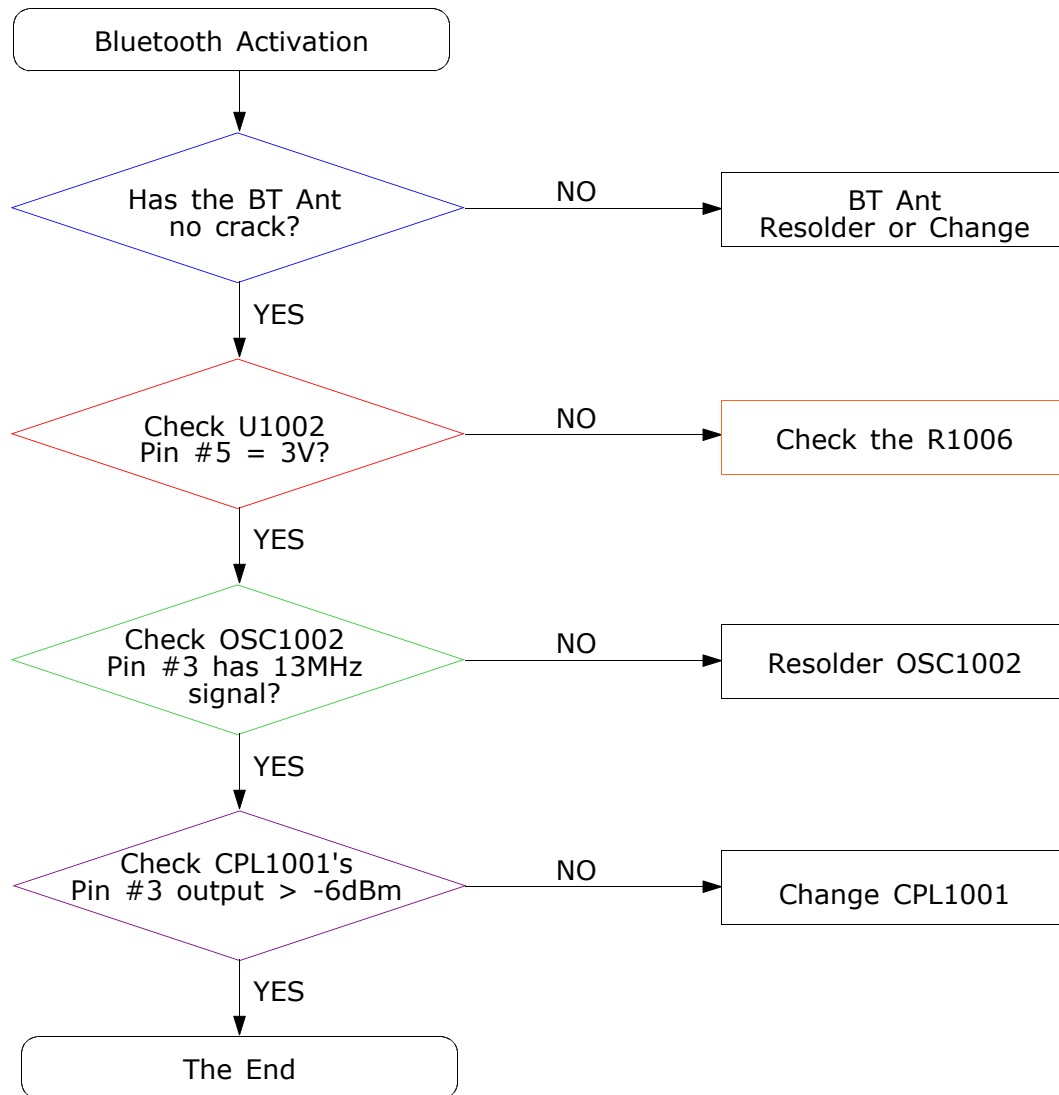 Bluetooth Activation
Has the BT Ant
no crack?
NO
BT Ant
Resolder or Change
YES
Check U1002
Pin #5 = 3V?
NO
Check the R1006
YES
Check OSC1002
Pin #3 has 13MHz
signal?
NO
Resolder OSC1002
YES
Check CPL1001's
Pin #3 output > -6dBm
NO
Change CPL1001
YES
The End